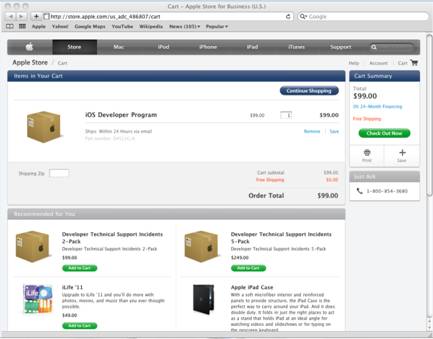 Cart – Apple Store for Business (U.S.)
http://store.apple.com/us_adc_486807/cart
Google
Apple Yahoo! Google Maps YouTube Wikipedia News (365) Popular
Store Mac iPod iPhone iPad iTunes Support
Apple Store Cart
Help Account Cart
Items in Your Cart
Continue Shopping
iOS Developer Program $99.00 1 $99.00
Ships: Within 24 Hours via email
Remove Save
Part number:
Shipping Zip
Cart subtotal $99.00
Free Shipping $0.00
Order Total $99.00
Cart Summary
Total
$99.00
24-Month Financing
Free Shipping
Check Out Now
Print Save
Just Ask
1-800-854-3680
Recommended for You
Developer Technical Support Incidents
2-Pack
Developer Technical Support Incidents
$99.00
Add to Cart
Developer Technical Support Incidents
5-Pack
Developer Technical Support Incidents
$249.00
Add to Cart
iLife '11
Upgrade to iLife '11 and you'll do more with
photos, movies, and music than you ever thought
possible.
$49.00
Add to Cart
Apple iPad Case
With a soft microfiber interior and reinforced
panels to provide structure, the iPad Case is the
perfect way to carry around your iPad. And it does
double duty. It folds in just the right places to act
as a stand that holds iPad at an ideal angle for
watching videos and slideshows or for typing on
the onscreen keyboard.